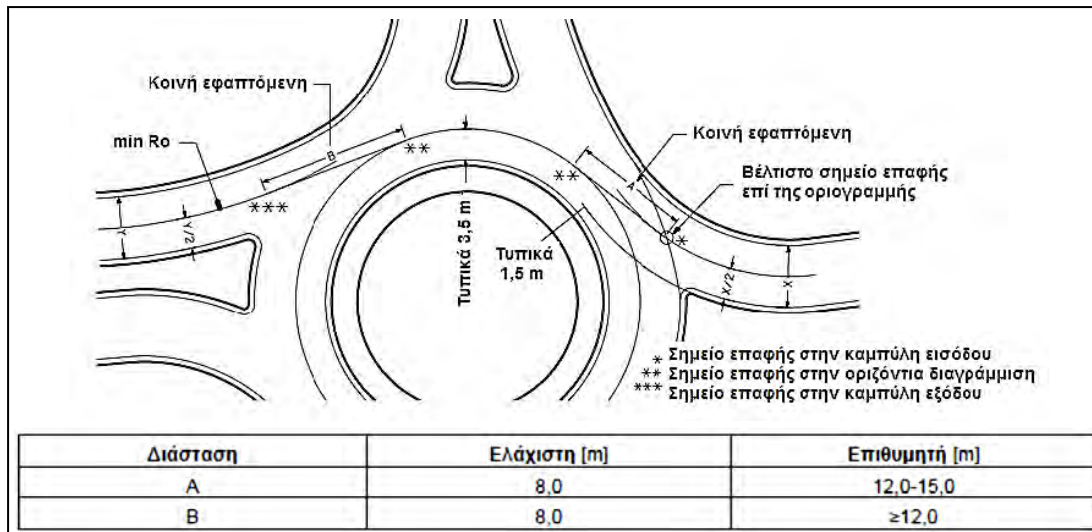 Κοινή εφαπτόμενη
min Ro
B
**
***
Y
Y/2
Τυπικά 3,5 m
Κοινή εφαπτόμενη
**
A
Βέλτιστο σημείο επαφής
επί της οριογραμμής
*
Τυπικά
1,5 m
X/2
X
* Σημείο επαφής στην καμπύλη εισόδου
** Σημείο επαφής στην οριζόντια διαγράμμιση
*** Σημείο επαφής στην καμπύλη εξόδου
Διάσταση Ελάχιστη [m] Επιθυμητή [m]
A 8,0 12,0-15,0
B 8,0 ≥12,0